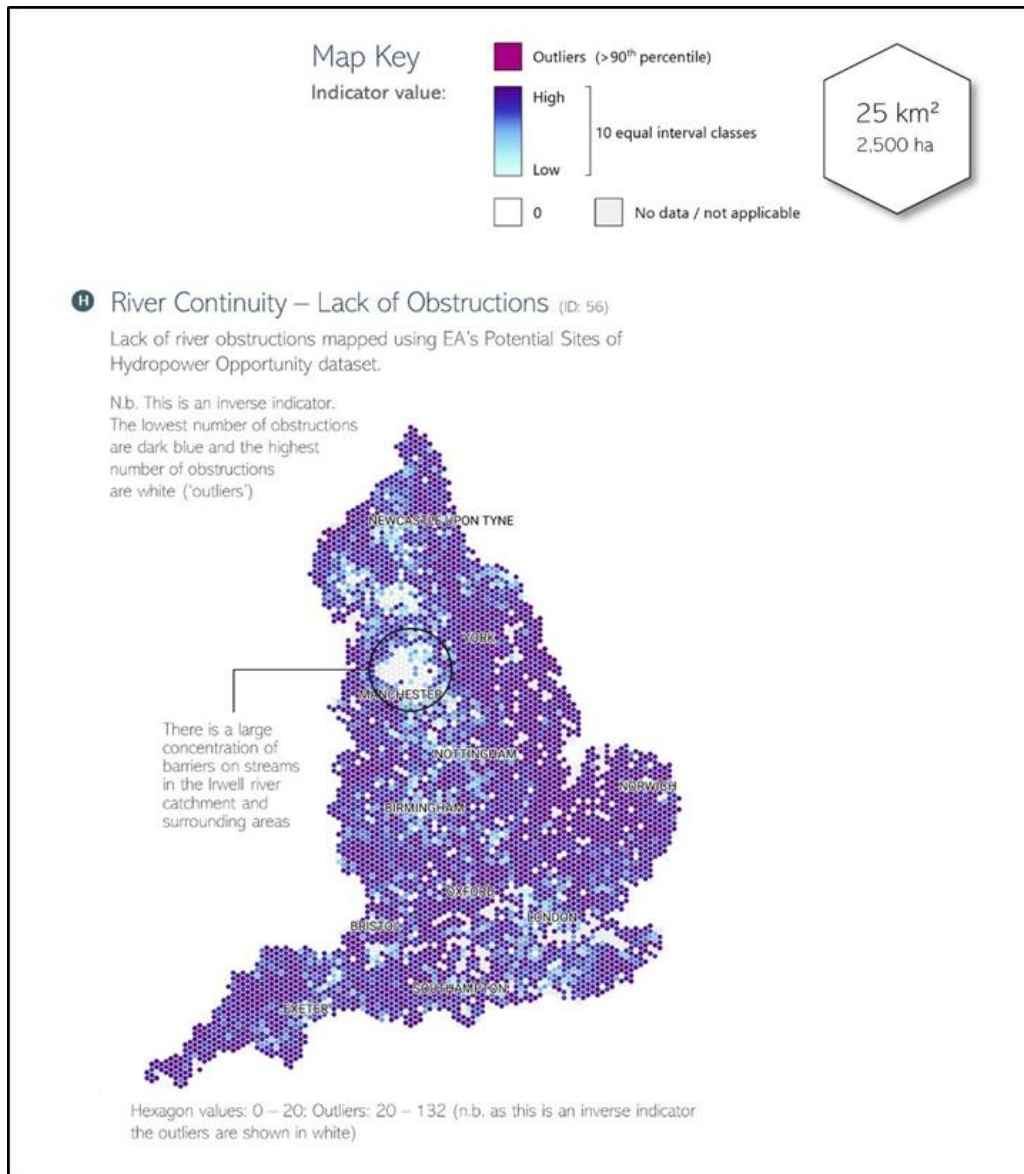 Map Key
Indicator value:
Outliers (>90th percentile)
High
10 equal interval classes
Low
0
No data / not applicable
25 km²
2,500 ha
H River Continuity – Lack of Obstructions (ID: 56)
Lack of river obstructions mapped using EA's Potential Sites of
Hydropower Opportunity dataset.
N.b. This is an inverse indicator.
The lowest number of obstructions
are dark blue and the highest
number of obstructions
are white ('outliers')
NEWCASTLE UPON TYNE
YORK
MANCHESTER
There is a large
concentration of
barriers on streams
in the Irwell river
catchment and
surrounding areas
NOTTINGHAM
NORWICH
BIRMINGHAM
OXFORD
LONDON
BRISTOL
SOUTHAMPTON
EXETER
Hexagon values: 0 – 20; Outliers: 20 – 132 (n.b. as this is an inverse indicator
the outliers are shown in white)